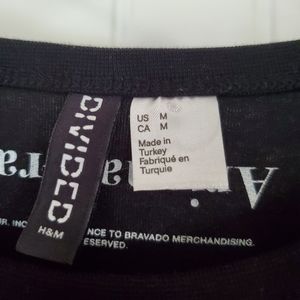 DIVIDED
H&M
US M
CA M
Made in
Turkey
Fabriqué en
Turquie
NCE TO BRAVADO MERCHANDISING.
ESERVED.